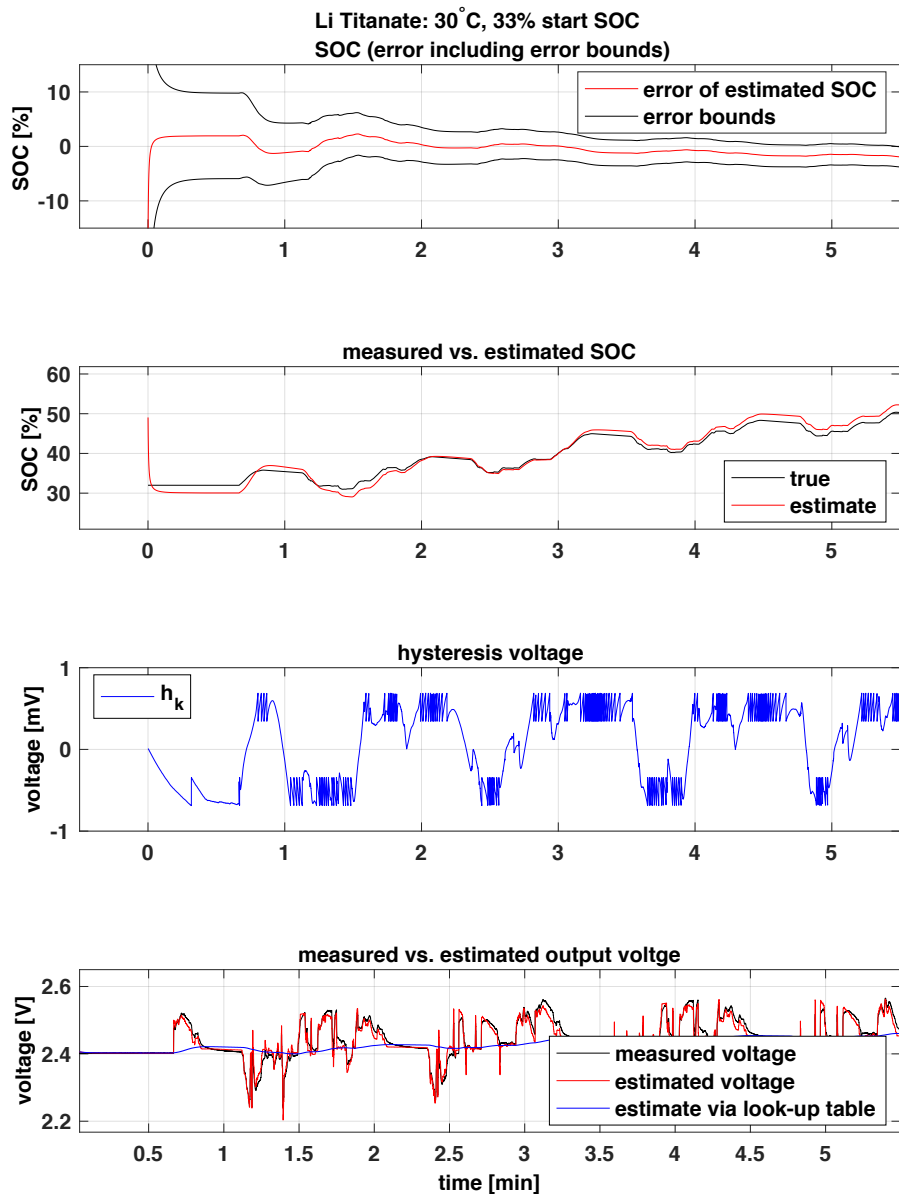 Li Titanate: 30°C, 33% start SOC
SOC (error including error bounds)
SOC [%]
10
0
-10
error of estimated SOC
error bounds
0 1 2 3 4 5
measured vs. estimated SOC
SOC [%]
60
50
40
30
true
estimate
0 1 2 3 4 5
hysteresis voltage
voltage [mV]
1
0
-1
h_k
0 1 2 3 4 5
measured vs. estimated output voltge
voltage [V]
2.6
2.4
2.2
measured voltage
estimated voltage
estimate via look-up table
0.5 1 1.5 2 2.5 3 3.5 4 4.5 5
time [min]